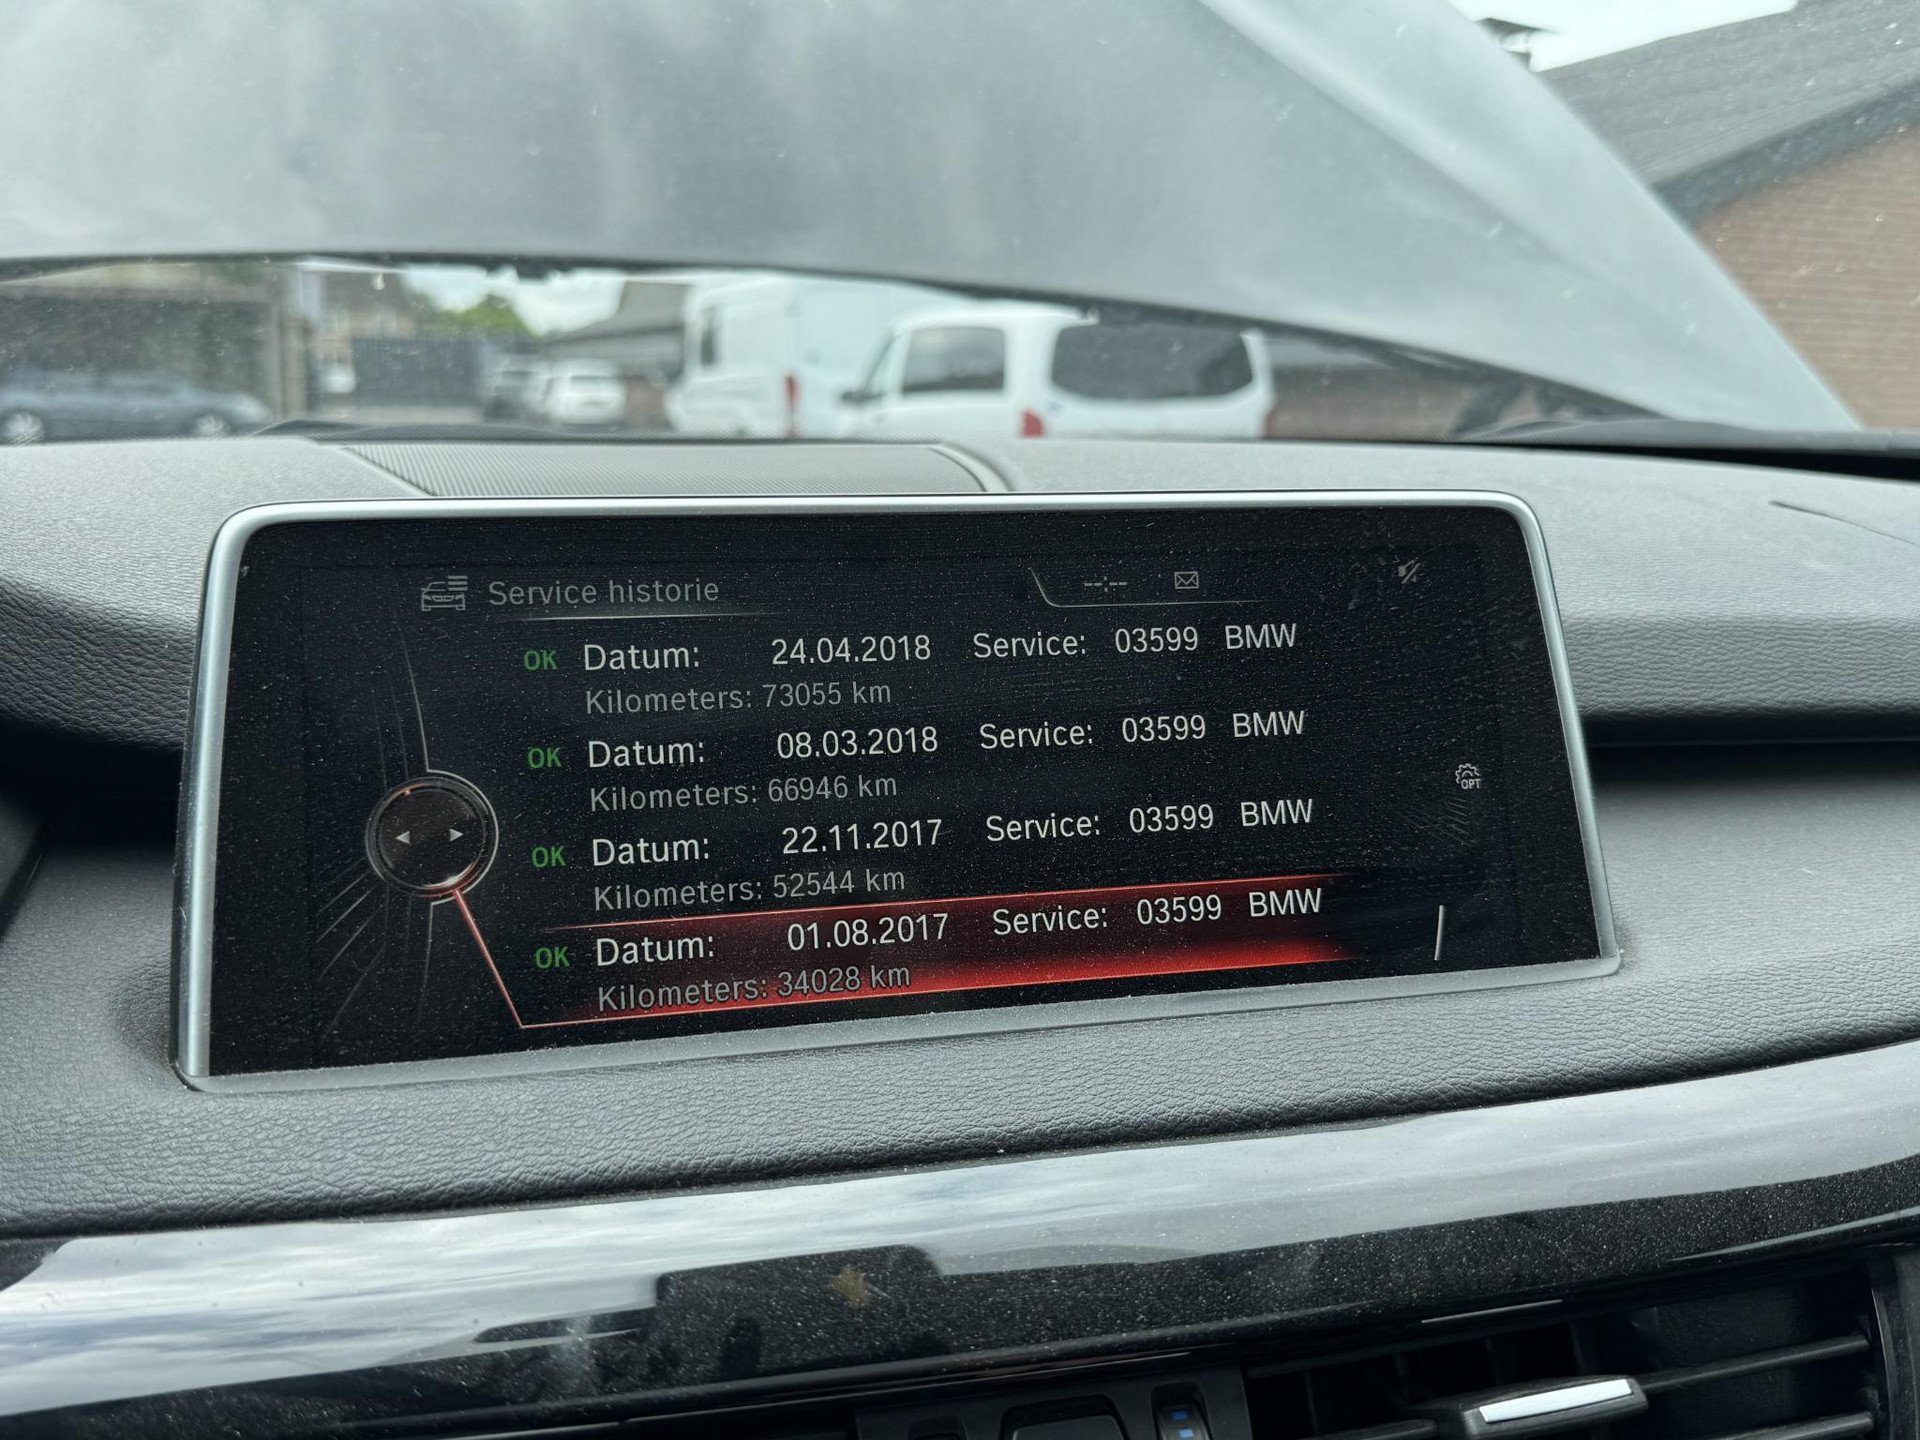 Service historie
--:--
OK Datum: 24.04.2018 Service: 03599 BMW
Kilometers: 73055 km
OK Datum: 08.03.2018 Service: 03599 BMW
Kilometers: 66946 km
OPT
OK Datum: 22.11.2017 Service: 03599 BMW
Kilometers: 52544 km
OK Datum: 01.08.2017 Service: 03599 BMW
Kilometers: 34028 km